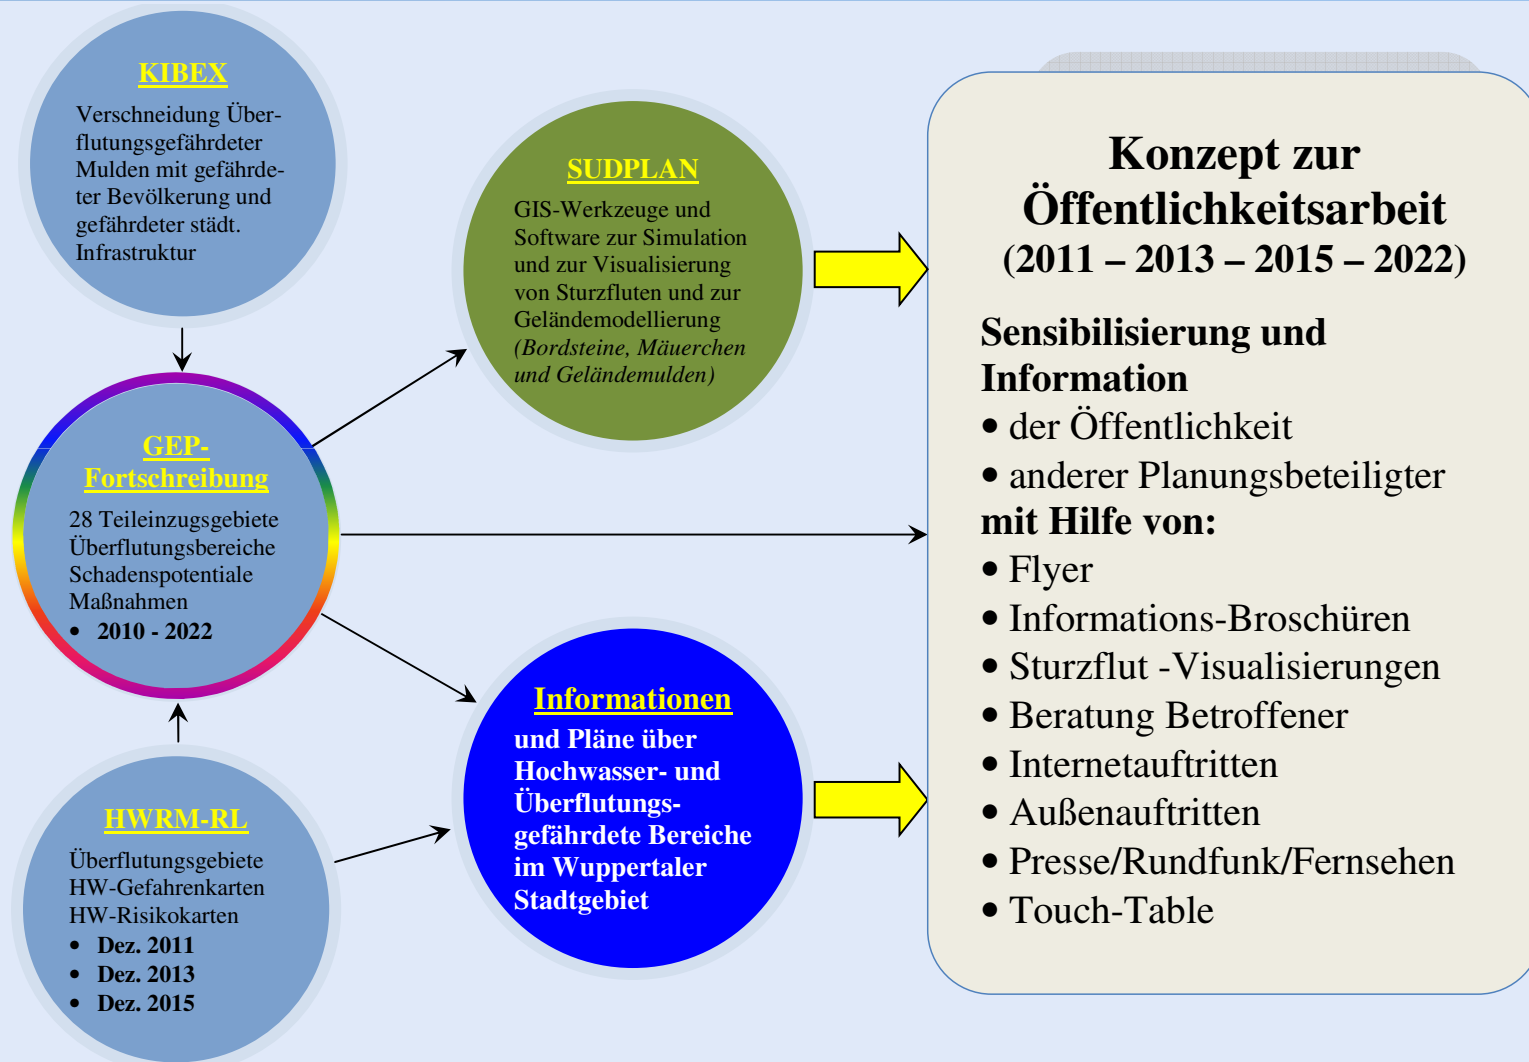 KIBEX
Verschneidung Über-
flutungsgefährdeter
Mulden mit gefährde-
ter Bevölkerung und
gefährdeter städt.
Infrastruktur
GEP-
Fortschreibung
28 Teileinzugsgebiete
Überflutungsbereiche
Schadenspotentiale
Maßnahmen
• 2010 - 2022
HWRM-RL
Überflutungsgebiete
HW-Gefahrenkarten
HW-Risikokarten
• Dez. 2011
• Dez. 2013
• Dez. 2015
SUDPLAN
GIS-Werkzeuge und
Software zur Simulation
und zur Visualisierung
von Sturzfluten und zur
Geländemodellierung
(Bordsteine, Mäuerchen
und Geländemulden)
Informationen
und Pläne über
Hochwasser- und
Überflutungs-
gefährdete Bereiche
im Wuppertaler
Stadtgebiet
Konzept zur
Öffentlichkeitsarbeit
(2011 – 2013 – 2015 – 2022)
Sensibilisierung und
Information
• der Öffentlichkeit
• anderer Planungsbeteiligter
mit Hilfe von:
• Flyer
• Informations-Broschüren
• Sturzflut -Visualisierungen
• Beratung Betroffener
• Internetauftritten
• Außenauftritten
• Presse/Rundfunk/Fernsehen
• Touch-Table